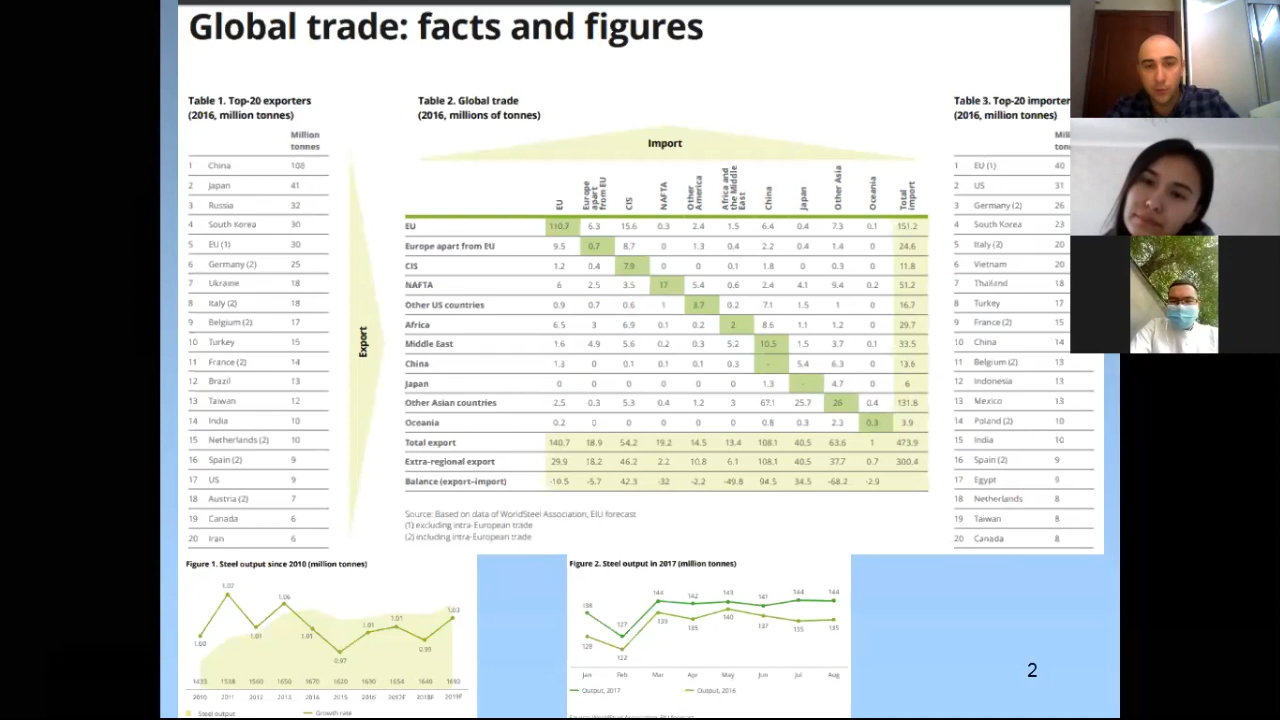 Global trade: facts and figures
Table 1. Top-20 exporters
(2016, million tonnes)
Million
tonnes
1 China 108
2 Japan 41
3 Russia 32
4 South Korea 30
5 EU (1) 30
6 Germany (2) 25
7 Ukraine 18
8 Italy (2) 18
9 Belgium (2) 17
10 Turkey 15
11 France (2) 14
12 Brazil 13
13 Taiwan 12
14 India 10
15 Netherlands (2) 10
16 Spain (2) 9
17 US 9
18 Austria (2) 7
19 Canada 6
20 Iran 6
Table 2. Global trade
(2016, millions of tonnes)
Import
Export
EU
Europe apart from EU
CIS
NAFTA
Other America
Africa and the Middle East
China
Japan
Other Asia
Oceania
Total import
EU 110.7 6.3 15.6 0.3 2.4 1.5 6.4 0.4 7.3 0.1 151.2
Europe apart from EU 9.5 0.7 8.7 0 1.3 0.4 2.2 0.4 1.4 0 24.6
CIS 1.2 0.4 7.9 0 0 0.1 1.8 0 0.3 0 11.8
NAFTA 6 2.5 3.5 17 5.4 0.6 2.4 4.1 9.4 0.2 51.2
Other US countries 0.9 0.7 0.6 1 3.7 0.2 7.1 1.5 1 0 16.7
Africa 6.5 3 6.9 0.1 0.2 2 8.6 1.1 1.2 0 29.7
Middle East 1.6 4.9 5.6 0.2 0.3 5.2 10.5 1.5 3.7 0.1 33.5
China 1.3 0 0.1 0.1 0.1 0.3 - 5.4 6.3 0 13.6
Japan 0 0 0 0 0 0 1.3 - 4.7 0 6
Other Asian countries 2.5 0.3 5.3 0.4 1.2 3 67.1 25.7 26 0.4 131.8
Oceania 0.2 0 0 0 0 0 0.8 0.3 2.3 0.3 3.9
Total export 140.7 18.9 54.2 19.2 14.5 13.4 108.1 40.5 63.6 1 473.9
Extra-regional export 29.9 18.2 46.2 2.2 10.8 6.1 108.1 40.5 37.7 0.7 300.4
Balance (export–import) -10.5 -5.7 42.3 -32 -2.2 -49.8 94.5 34.5 -68.2 -2.9
Source: Based on data of WorldSteel Association, EIU forecast
(1) excluding intra-European trade
(2) including intra-European trade
Table 3. Top-20 importer
(2016, million tonnes)
1 EU (1) 40
2 US 31
3 Germany (2) 26
4 South Korea 23
5 Italy (2) 20
6 Vietnam 20
7 Thailand 18
8 Turkey 17
9 France (2) 15
10 China 14
11 Belgium (2) 13
12 Indonesia 13
13 Mexico 13
14 Poland (2) 10
15 India 10
16 Spain (2) 9
17 Egypt 9
18 Netherlands 8
19 Taiwan 8
20 Canada 8
Figure 1. Steel output since 2010 (million tonnes)
1.06
1.01
1.01
1.01
1.01
0.97
0.99
1.03
1433 1538 1560 1650 1670 1620 1630 1654 1640 1693
2010 2011 2012 2013 2014 2015 2016 2017F 2018F 2019F
Steel output
Growth rate
Figure 2. Steel output in 2017 (million tonnes)
138 127 144 142 143 141 144 144
128 122 139 138 140 137 135 135
Jan Feb Mar Apr May Jun Jul Aug
Output, 2017
Output, 2016
2